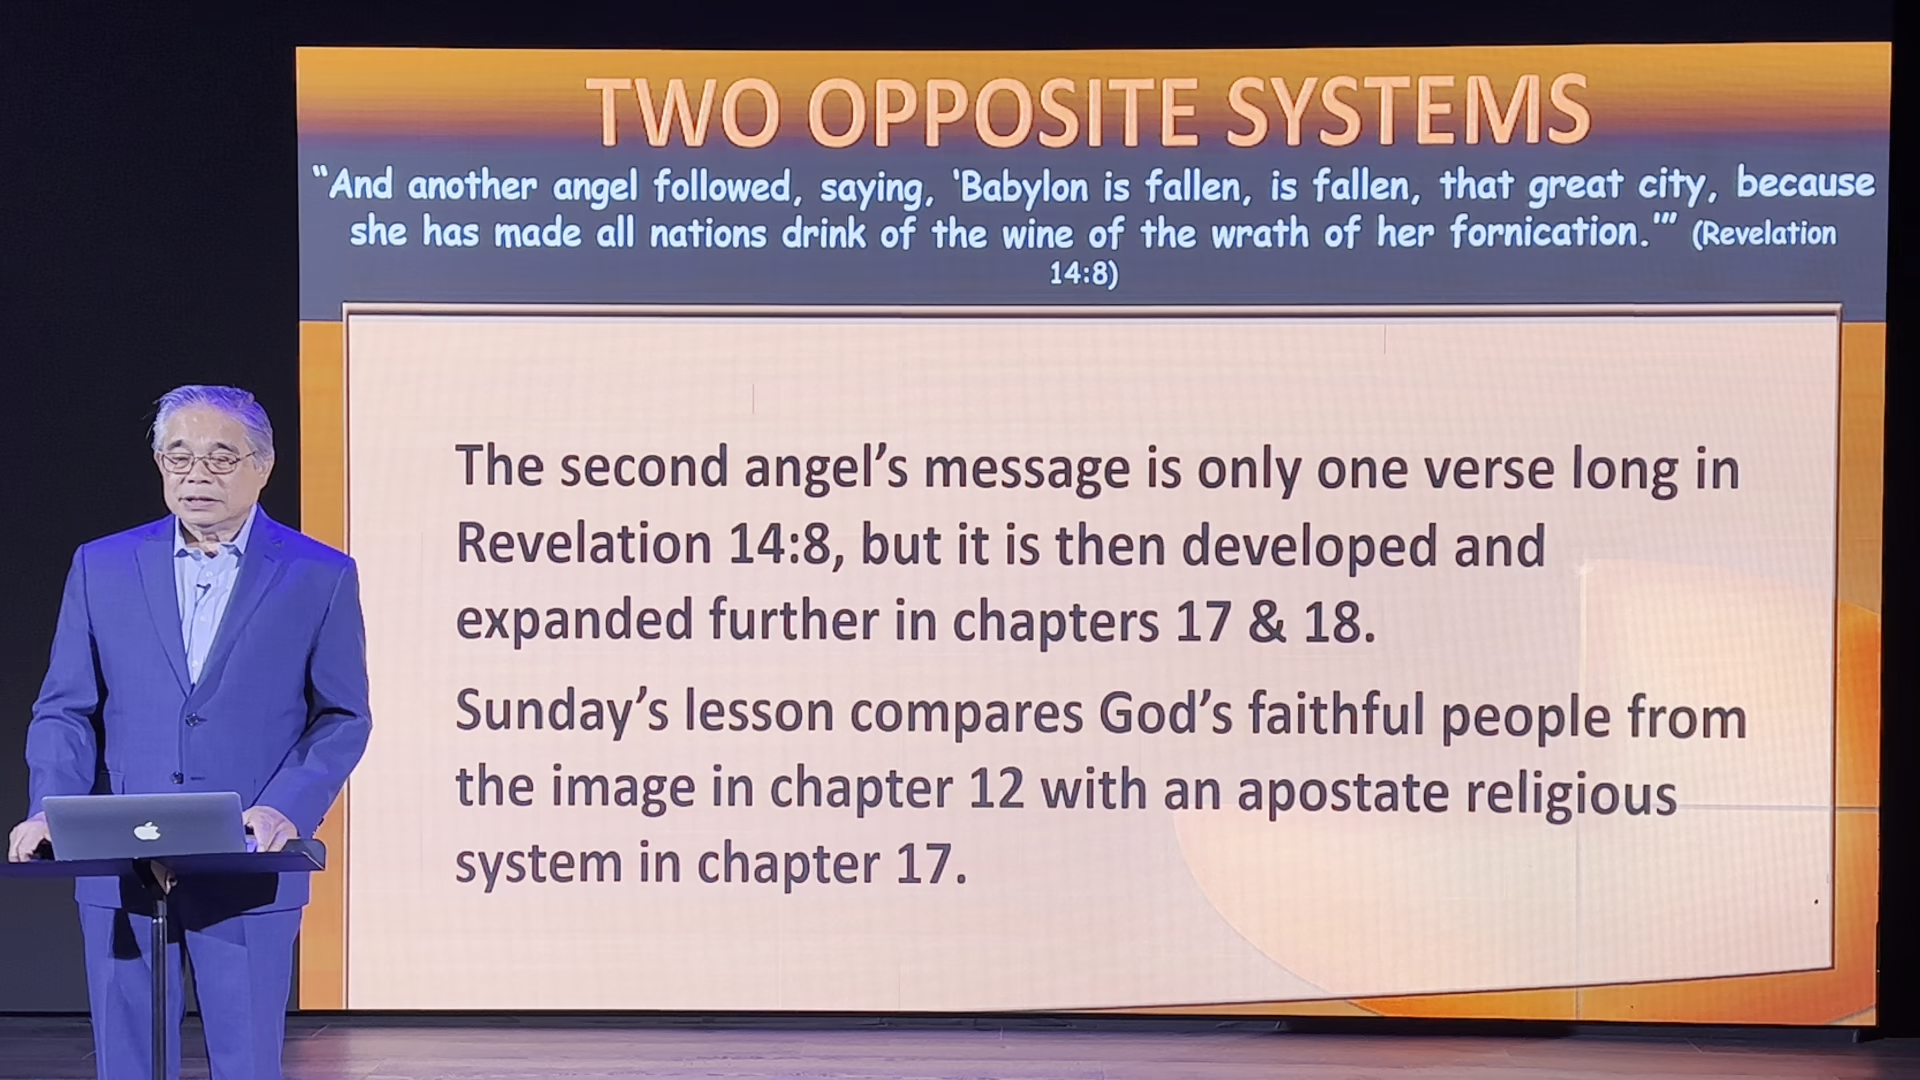 TWO OPPOSITE SYSTEMS
“And another angel followed, saying, ‘Babylon is fallen, is fallen, that great city, because
she has made all nations drink of the wine of the wrath of her fornication.’” (Revelation
14:8)
The second angel’s message is only one verse long in
Revelation 14:8, but it is then developed and
expanded further in chapters 17 & 18.
Sunday’s lesson compares God’s faithful people from
the image in chapter 12 with an apostate religious
system in chapter 17.